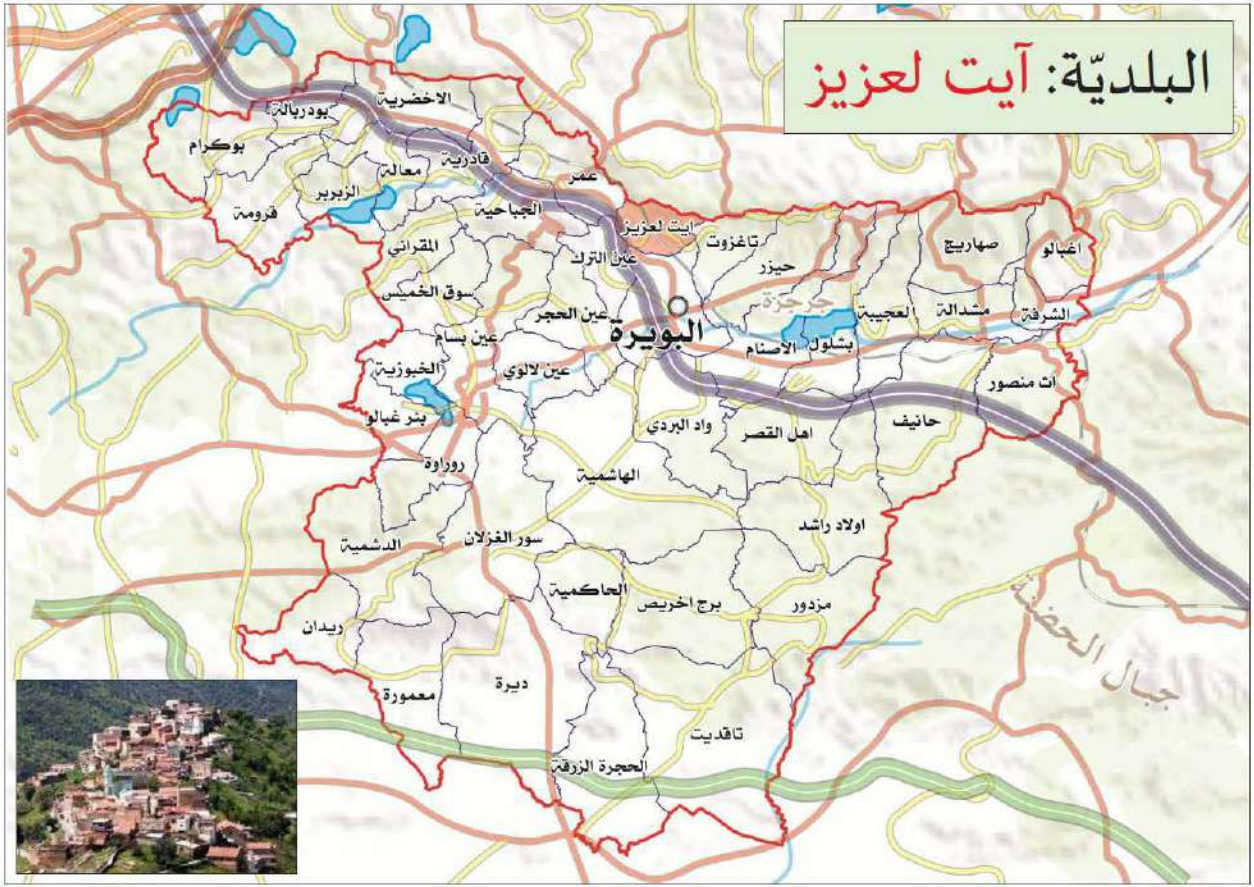 البلديّة: آيت لعزيز
الاخضرية
بودربالة
بوكرام
قادرية
معالة
عمر
الزبربر
قرومة
الجباحية
ايت لعزيز
تاغزوت
صهاريج
اغبالو
المقراني
عين الترك
حيزر
سوق الخميس
جرجرة
العجيبة
مشدالة
الشرفة
عين الحجر
البويرة
عين بسام
الاصنام
بشلول
الخبوزية
عين لالوي
اث منصور
بئر غبالو
واد البردي
اهل القصر
حانيف
روراوة
الهاشمية
اولاد راشد
الدشمية
سور الغزلان
الحاكمية
برج اخريص
مزدور
ريدان
جبال الحضنة
معمورة
ديرة
تاقديت
الحجرة الزرقة